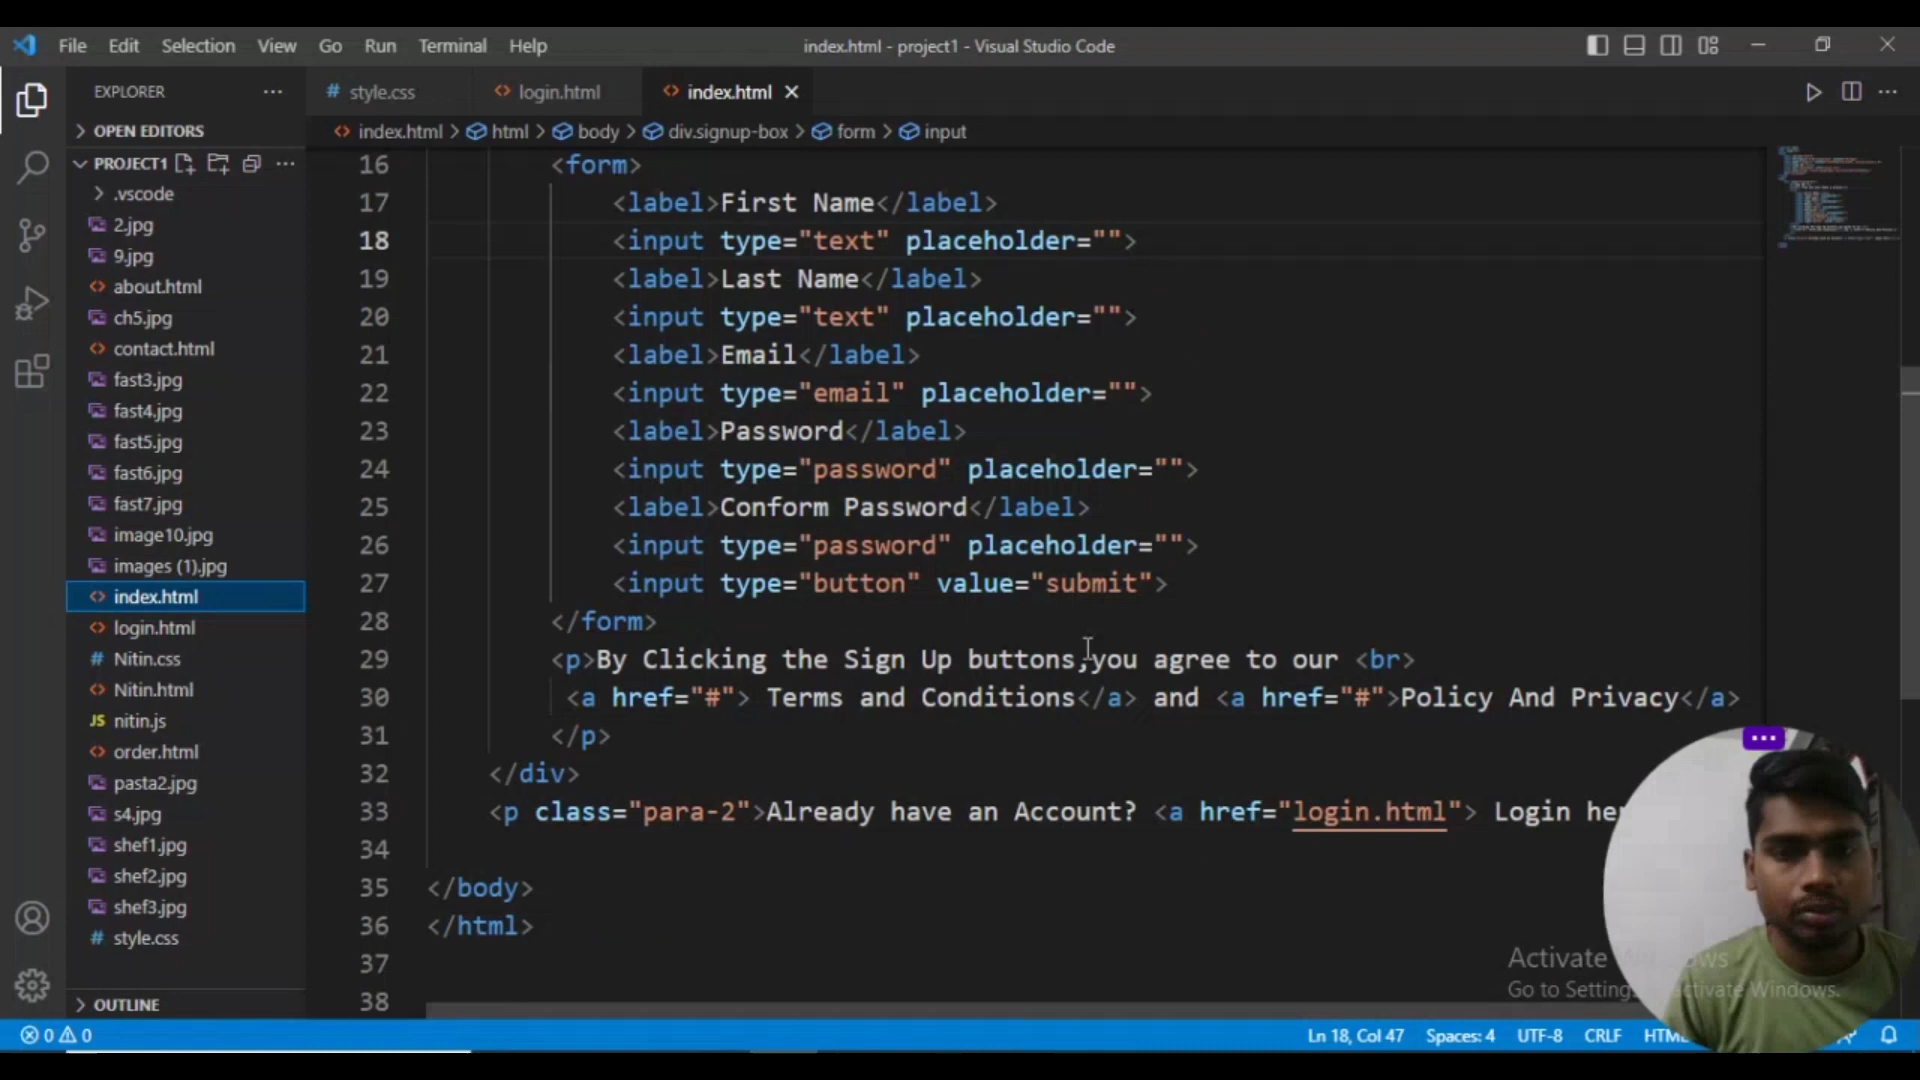 File Edit Selection View Go Run Terminal Help
index.html - project1 - Visual Studio Code
EXPLORER
style.css
login.html
index.html
OPEN EDITORS
index.html > html > body > div.signup-box > form > input
PROJECT1
.vscode
2.jpg
9.jpg
about.html
ch5.jpg
contact.html
fast3.jpg
fast4.jpg
fast5.jpg
fast6.jpg
fast7.jpg
image10.jpg
images (1).jpg
index.html
login.html
Nitin.css
Nitin.html
nitin.js
order.html
pasta2.jpg
s4.jpg
shef1.jpg
shef2.jpg
shef3.jpg
style.css
OUTLINE
16 <form>
17 <label>First Name</label>
18 <input type="text" placeholder="">
19 <label>Last Name</label>
20 <input type="text" placeholder="">
21 <label>Email</label>
22 <input type="email" placeholder="">
23 <label>Password</label>
24 <input type="password" placeholder="">
25 <label>Conform Password</label>
26 <input type="password" placeholder="">
27 <input type="button" value="submit">
28 </form>
29 <p>By Clicking the Sign Up buttons,you agree to our <br>
30 <a href="#"> Terms and Conditions</a> and <a href="#">Policy And Privacy</a>
31 </p>
32 </div>
33 <p class="para-2">Already have an Account? <a href="login.html"> Login
34
35 </body>
36 </html>
37
38
Activate
Go to Settings Activate Windows.
0 0
Ln 18, Col 47 Spaces: 4 UTF-8 CRLF